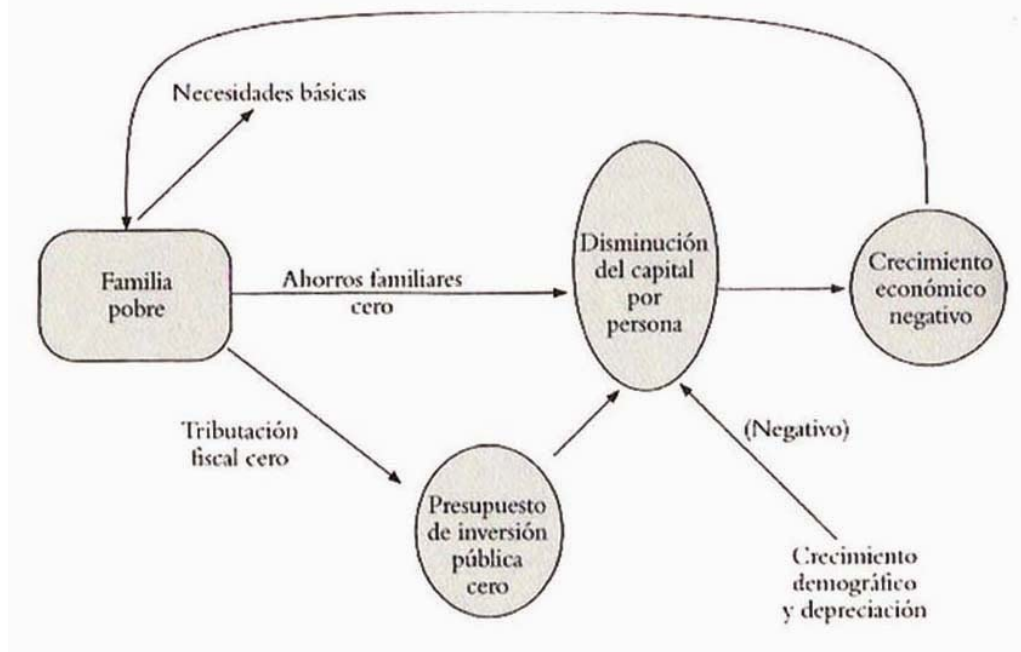 Necesidades básicas
Familia
pobre
Ahorros familiares
cero
Disminución
del capital
por
persona
Crecimiento
económico
negativo
Tributación
fiscal cero
(Negativo)
Presupuesto
de inversión
pública
cero
Crecimiento
demográfico
y depreciación